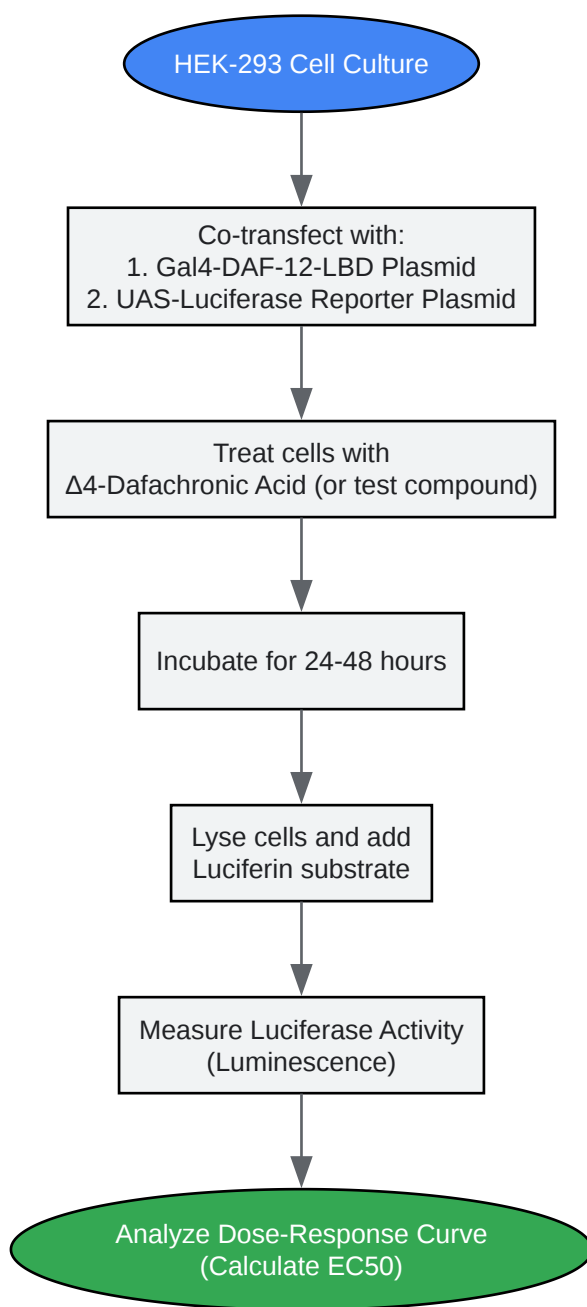 HEK-293 Cell Culture
Co-transfect with:
1. Gal4-DAF-12-LBD Plasmid
2. UAS-Luciferase Reporter Plasmid
Treat cells with
Δ4-Dafachronic Acid (or test compound)
Incubate for 24-48 hours
Lyse cells and add
Luciferin substrate
Measure Luciferase Activity
(Luminescence)
Analyze Dose-Response Curve
(Calculate EC50)